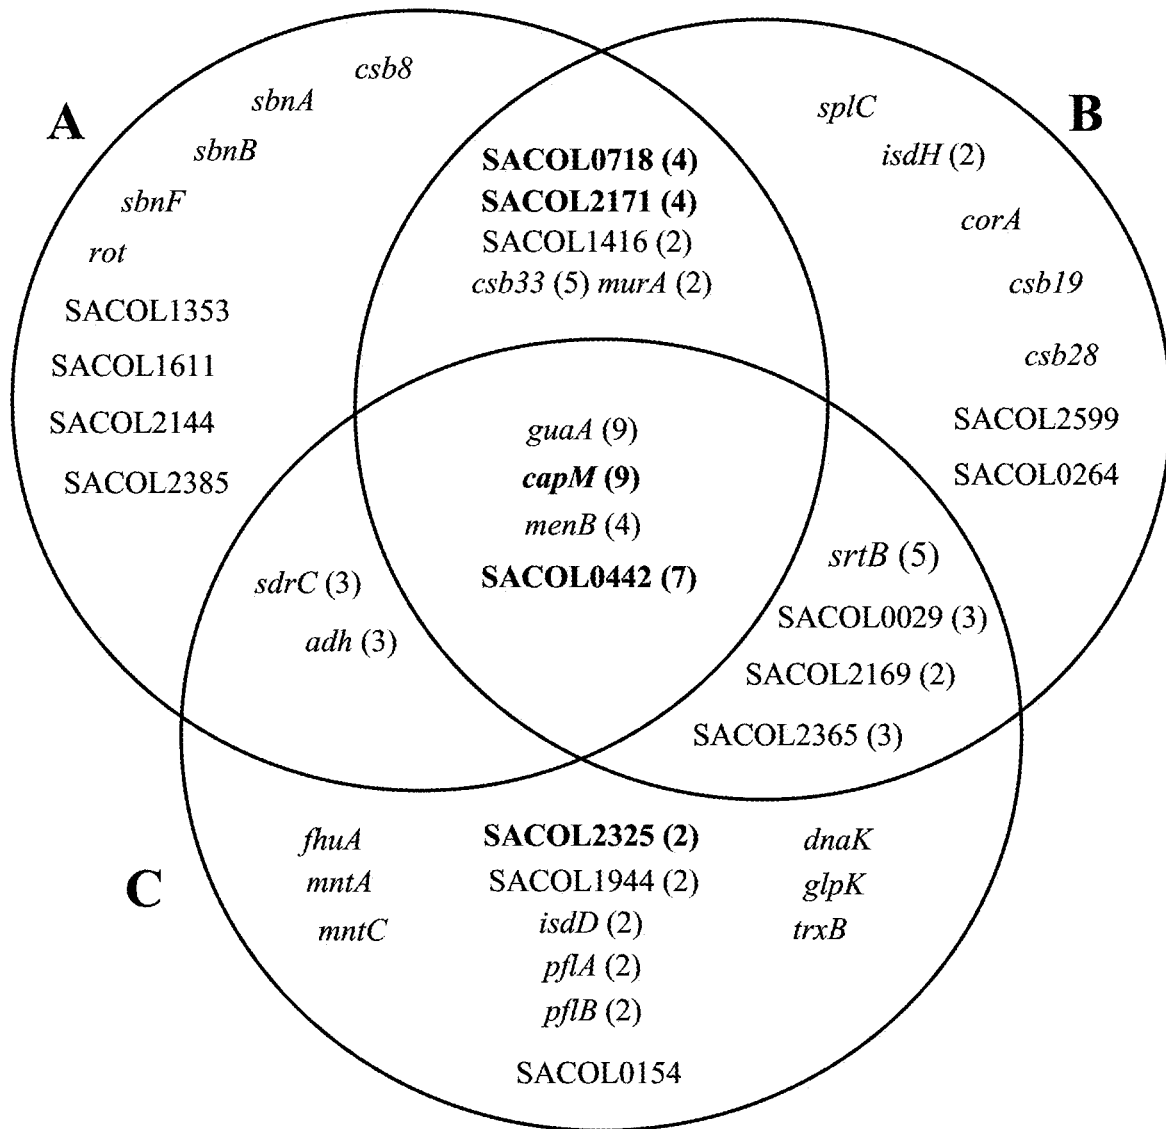 A
csb8
sbnA
sbnB
sbnF
rot
SACOL1353
SACOL1611
SACOL2144
SACOL2385
SACOL0718 (4)
SACOL2171 (4)
SACOL1416 (2)
csb33 (5) murA (2)
B
splC
isdH (2)
corA
csb19
csb28
SACOL2599
SACOL0264
guaA (9)
capM (9)
menB (4)
SACOL0442 (7)
sdrC (3)
adh (3)
srtB (5)
SACOL0029 (3)
SACOL2169 (2)
SACOL2365 (3)
C
fhuA
mntA
mntC
SACOL2325 (2)
SACOL1944 (2)
isdD (2)
pflA (2)
pflB (2)
SACOL0154
dnaK
glpK
trxB